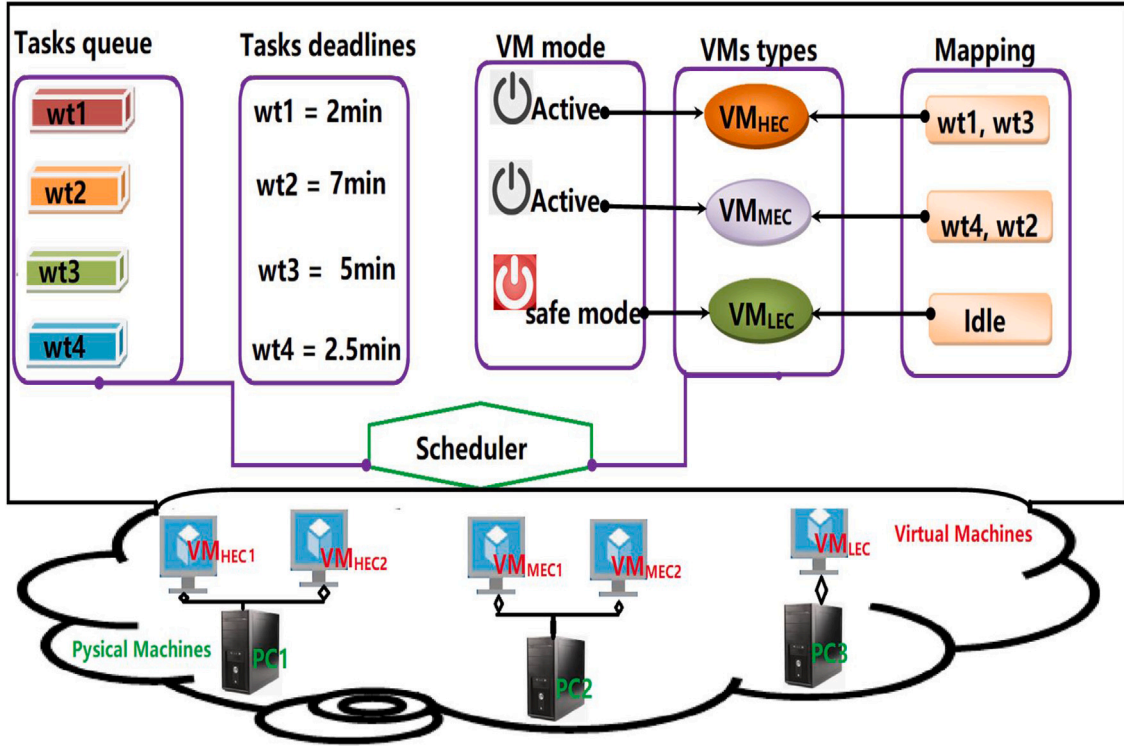 Tasks queue
Tasks deadlines
VM mode
VMs types
Mapping
wt1
wt1 = 2min
Active
VMHEC
wt1, wt3
wt2
wt2 = 7min
Active
VMMEC
wt4, wt2
wt3
wt3 = 5min
safe mode
VMLEC
Idle
wt4
wt4 = 2.5min
Scheduler
VMHEC1
VMHEC2
VMMEC1
VMMEC2
VMLEC
Virtual Machines
Pysical Machines
PC1
PC2
PC3